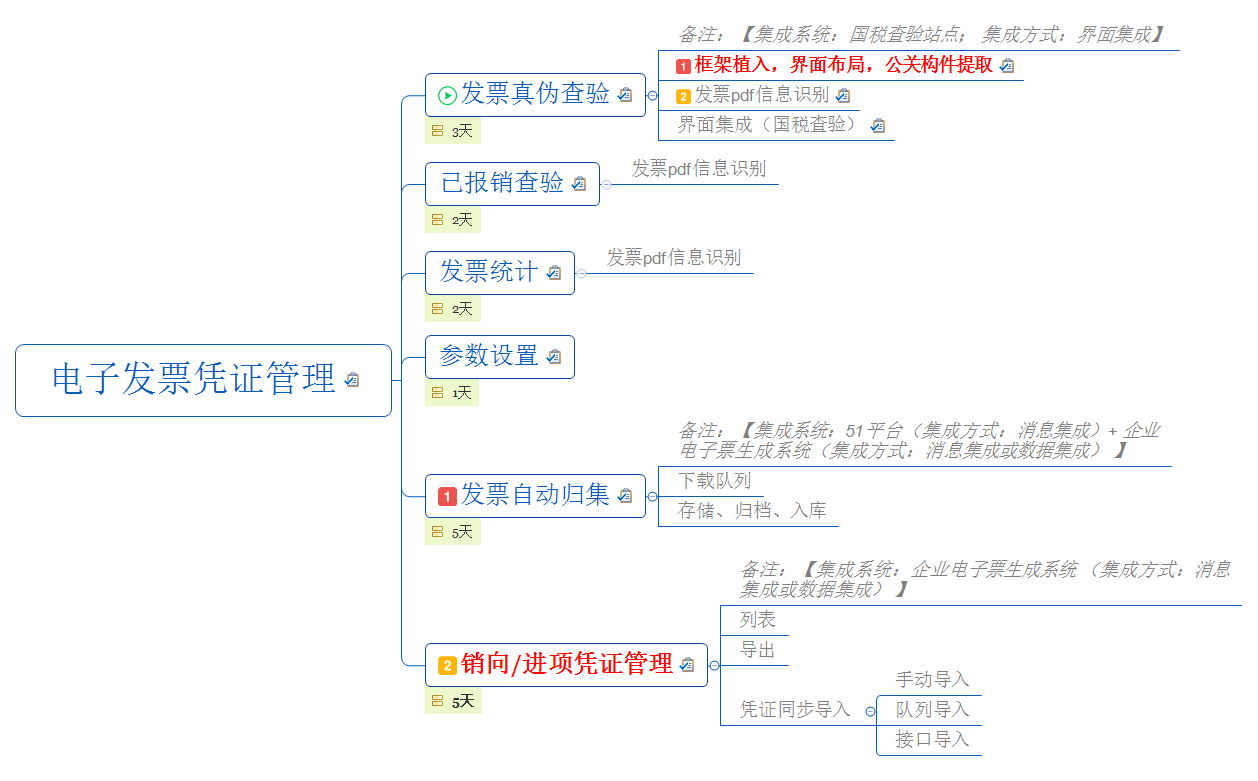 电子发票凭证管理
发票真伪查验
3天
备注：【集成系统：国税查验站点； 集成方式：界面集成】
1 框架植入，界面布局，公关构件提取
2 发票pdf信息识别
界面集成（国税查验）
已报销查验
2天
发票pdf信息识别
发票统计
2天
发票pdf信息识别
参数设置
1天
1 发票自动归集
5天
备注：【集成系统：51平台（集成方式：消息集成）+ 企业
电子票生成系统（集成方式：消息集成或数据集成） 】
下载队列
存储、归档、入库
2 销向/进项凭证管理
5天
备注：【集成系统：企业电子票生成系统 （集成方式：消息
集成或数据集成） 】
列表
导出
凭证同步导入
手动导入
队列导入
接口导入